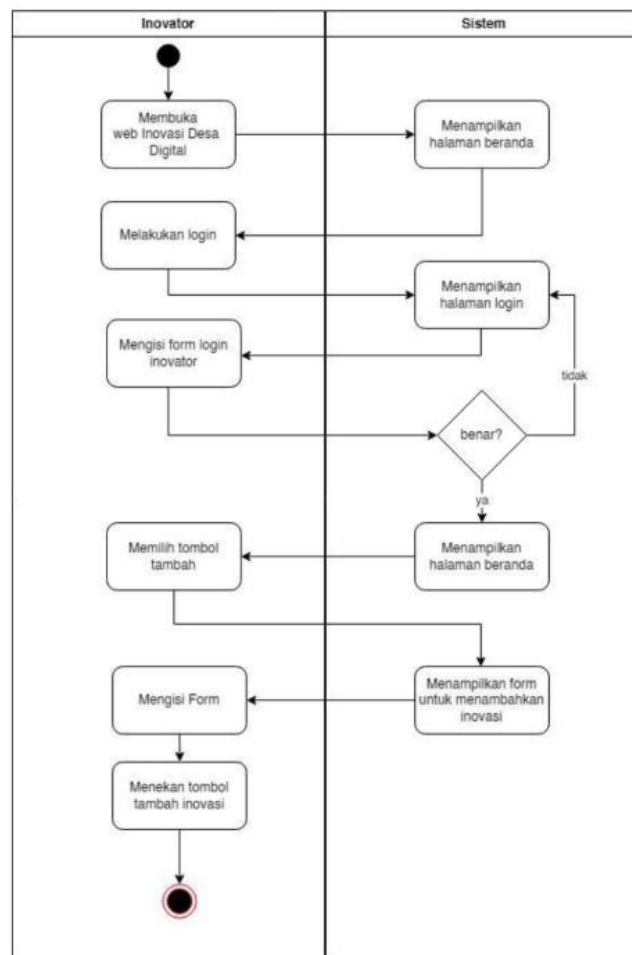 Inovator
Sistem
Membuka
web Inovasi Desa
Digital
Menampilkan
halaman beranda
Melakukan login
Menampilkan
halaman login
Mengisi form login
inovator
tidak
benar?
ya
Memilih tombol
tambah
Menampilkan
halaman beranda
Mengisi Form
Menampilkan form
untuk menambahkan
inovasi
Menekan tombol
tambah inovasi